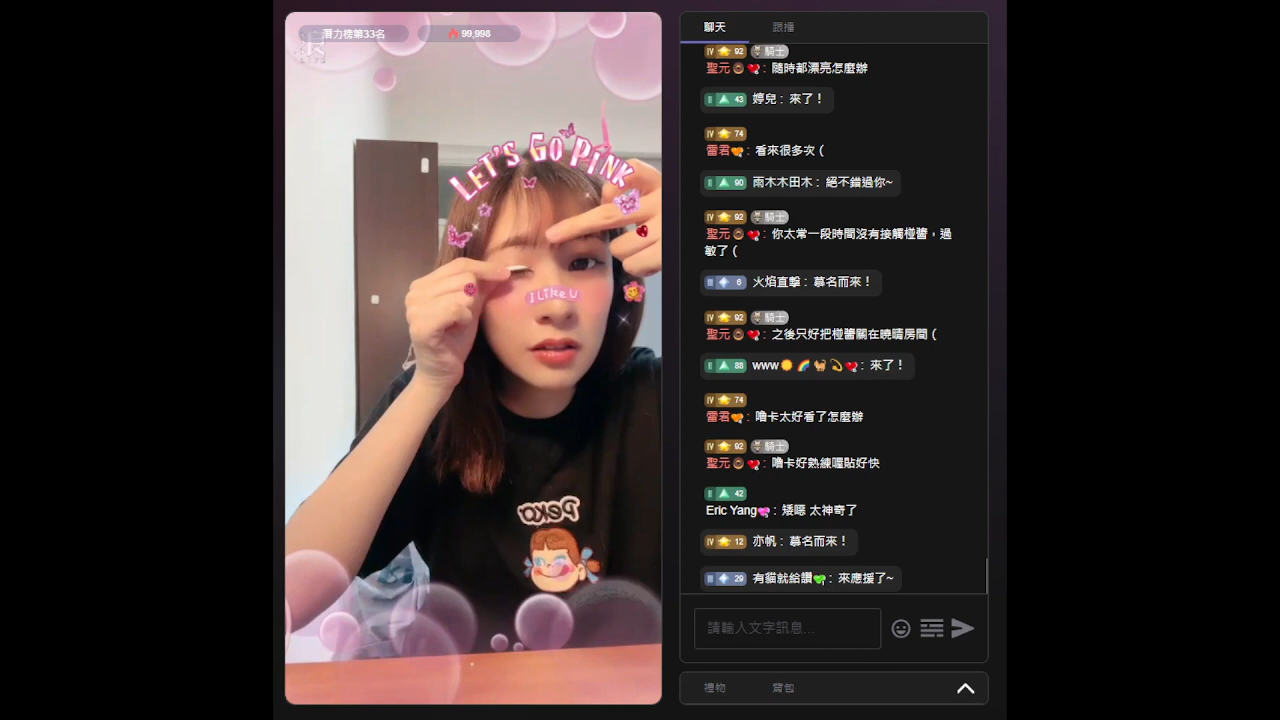 潛力榜第33名
99,998
LIVE
LET'S GO PINK
I Like U
Peko
聊天
跟播
IV 92 騎士
聖元: 隨時都漂亮怎麼辦
II 43 婷兒: 來了!
IV 74
雷君: 看來很多次 (
II 90 雨木木田木: 絕不錯過你~
IV 92 騎士
聖元: 你太常一段時間沒有接觸椪醬,過
敏了 (
III 6 火焰直擊: 慕名而來!
IV 92 騎士
聖元: 之後只好把椪醬關在曉晴房間 (
II 88 www: 來了!
IV 74
雷君: 嚕卡太好看了怎麼辦
IV 92 騎士
聖元: 嚕卡好熟練喔貼好快
II 42
Eric Yang: 矮噁 太神奇了
IV 12 亦帆: 慕名而來!
III 29 有貓就給讚: 來應援了~
請輸入文字訊息...
禮物
背包